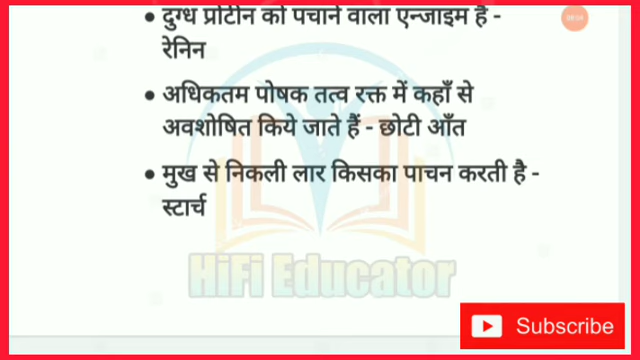 • दुग्ध प्रोटीन को पचाने वाला एन्जाइम है -
रेनिन
• अधिकतम पोषक तत्व रक्त में कहाँ से
अवशोषित किये जाते हैं - छोटी आँत
• मुख से निकली लार किसका पाचन करती है -
स्टार्च
HiFi Educator
Subscribe